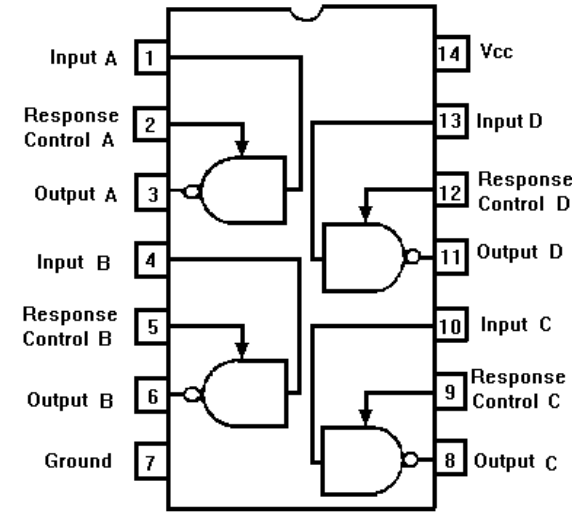 Input A 1
Response
Control A 2
Output A 3
Input B 4
Response
Control B 5
Output B 6
Ground 7
14 Vcc
13 Input D
12 Response
Control D
11 Output D
10 Input C
9 Response
Control C
8 Output C